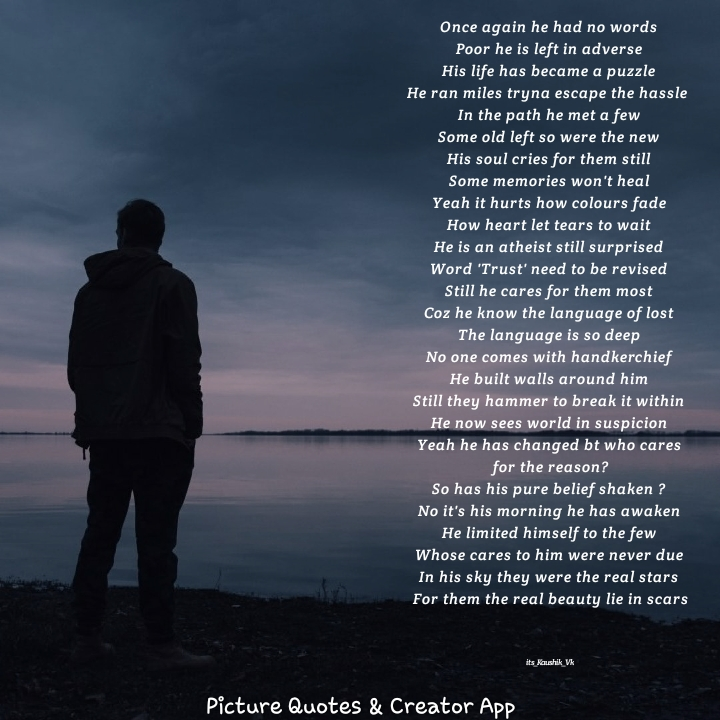 Once again he had no words
Poor he is left in adverse
His life has became a puzzle
He ran miles tryna escape the hassle
In the path he met a few
Some old left so were the new
His soul cries for them still
Some memories won't heal
Yeah it hurts how colours fade
How heart let tears to wait
He is an atheist still surprised
Word 'Trust' need to be revised
Still he cares for them most
Coz he know the language of lost
The language is so deep
No one comes with handkerchief
He built walls around him
Still they hammer to break it within
He now sees world in suspicion
Yeah he has changed bt who cares
for the reason?
So has his pure belief shaken ?
No it's his morning he has awaken
He limited himself to the few
Whose cares to him were never due
In his sky they were the real stars
For them the real beauty lie in scars
its_Kaushik_Vk
Picture Quotes & Creator App